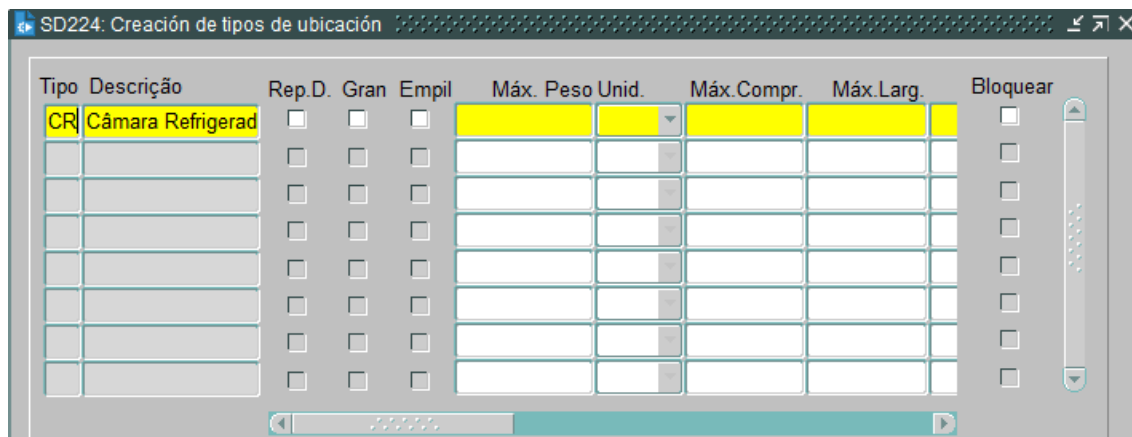 SD224: Creación de tipos de ubicación
Tipo Descrição Rep.D. Gran Empil Máx. Peso Unid. Máx.Compr. Máx.Larg. Bloquear
CR Câmara Refrigerad